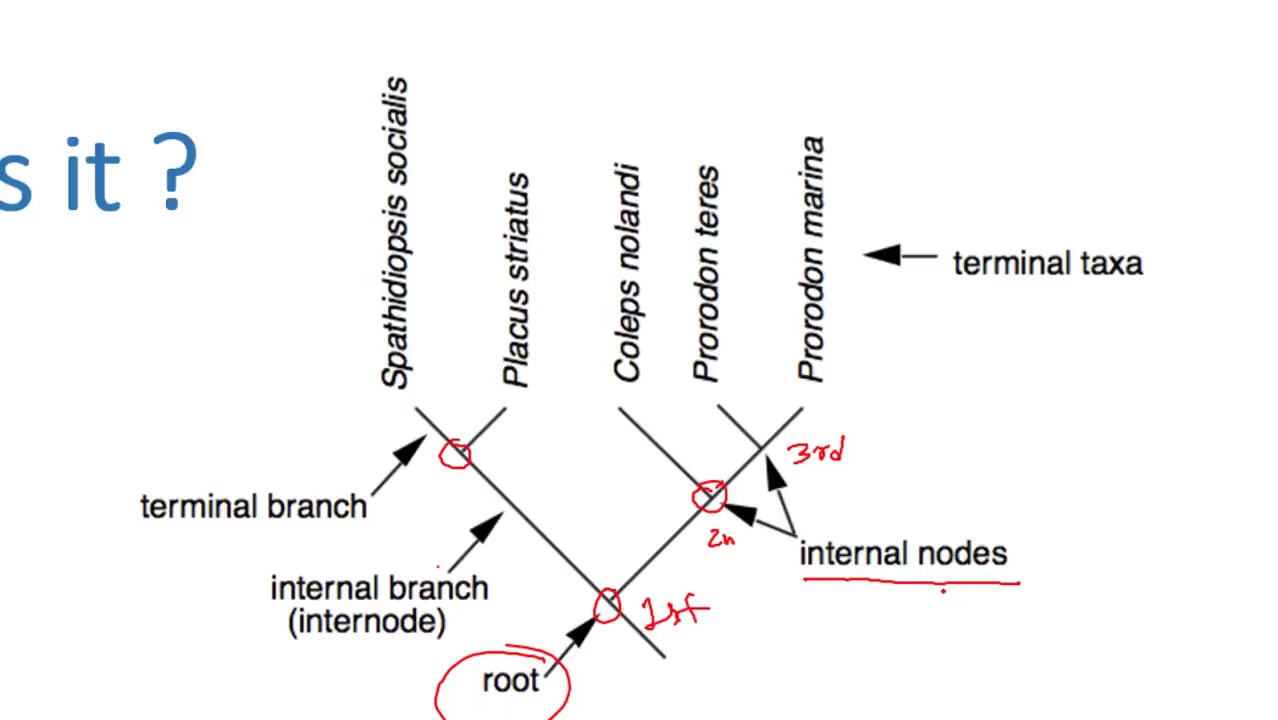 s it ?
Spathidiopsis socialis
Placus striatus
Coleps nolandi
Prorodon teres
Prorodon marina
terminal taxa
3rd
terminal branch
2n
internal nodes
internal branch
(internode)
1st
root